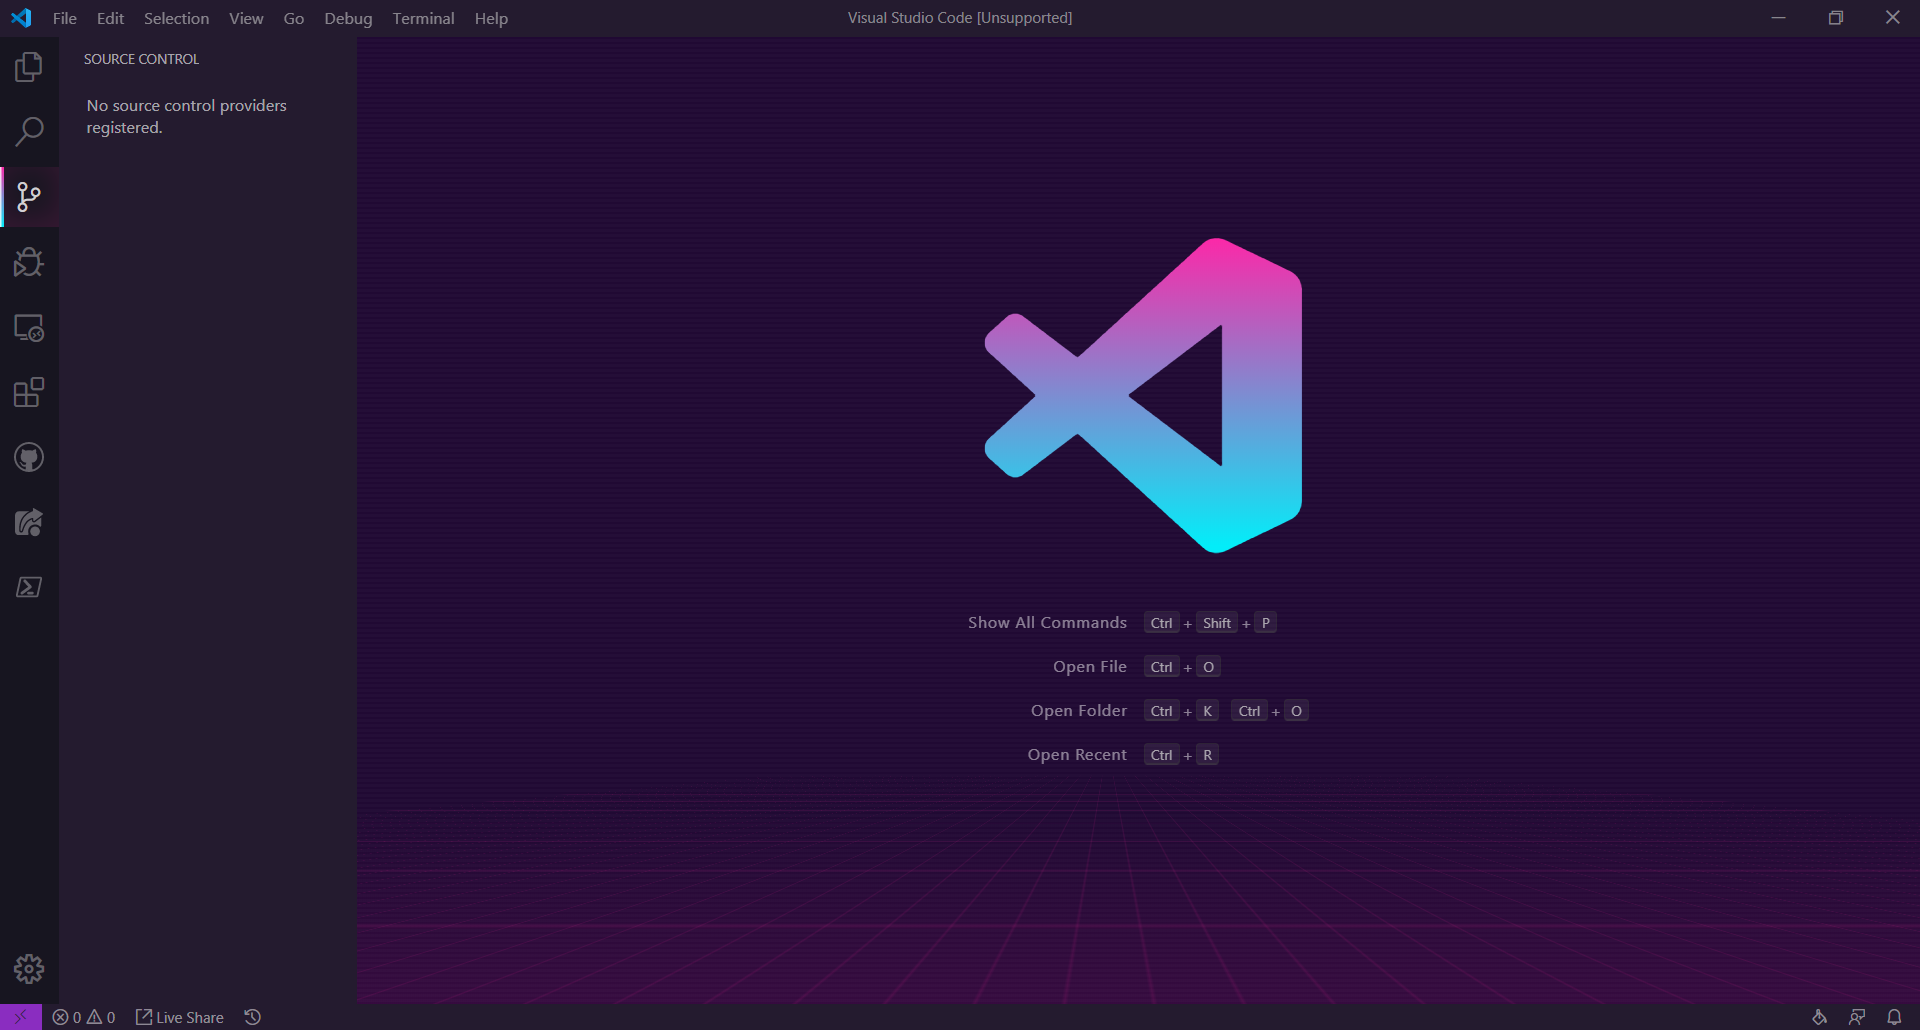 File Edit Selection View Go Debug Terminal Help
Visual Studio Code [Unsupported]
SOURCE CONTROL
No source control providers
registered.
Show All Commands Ctrl + Shift + P
Open File Ctrl + O
Open Folder Ctrl + K Ctrl + O
Open Recent Ctrl + R
0 0 Live Share